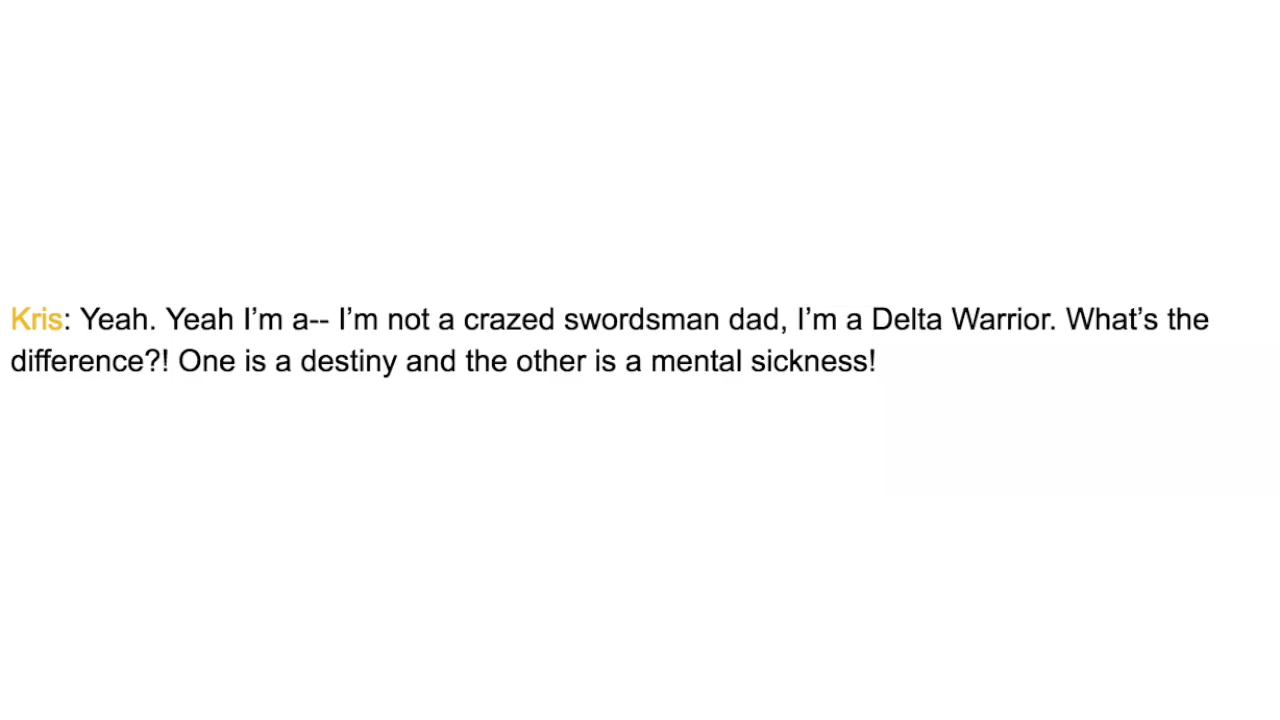 Kris: Yeah. Yeah I’m a-- I’m not a crazed swordsman dad, I’m a Delta Warrior. What’s the
difference?! One is a destiny and the other is a mental sickness!